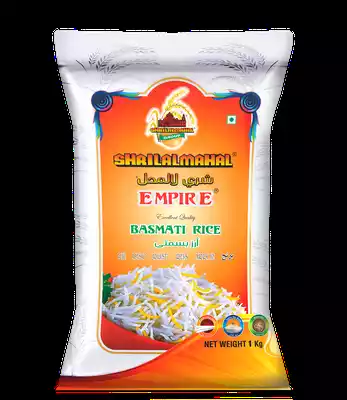 SHRILALMAHAL®
شري لالمحل
EMPIRE®
Excellent Quality
BASMATI RICE
أرز بسمتي
NET WEIGHT 1 Kg